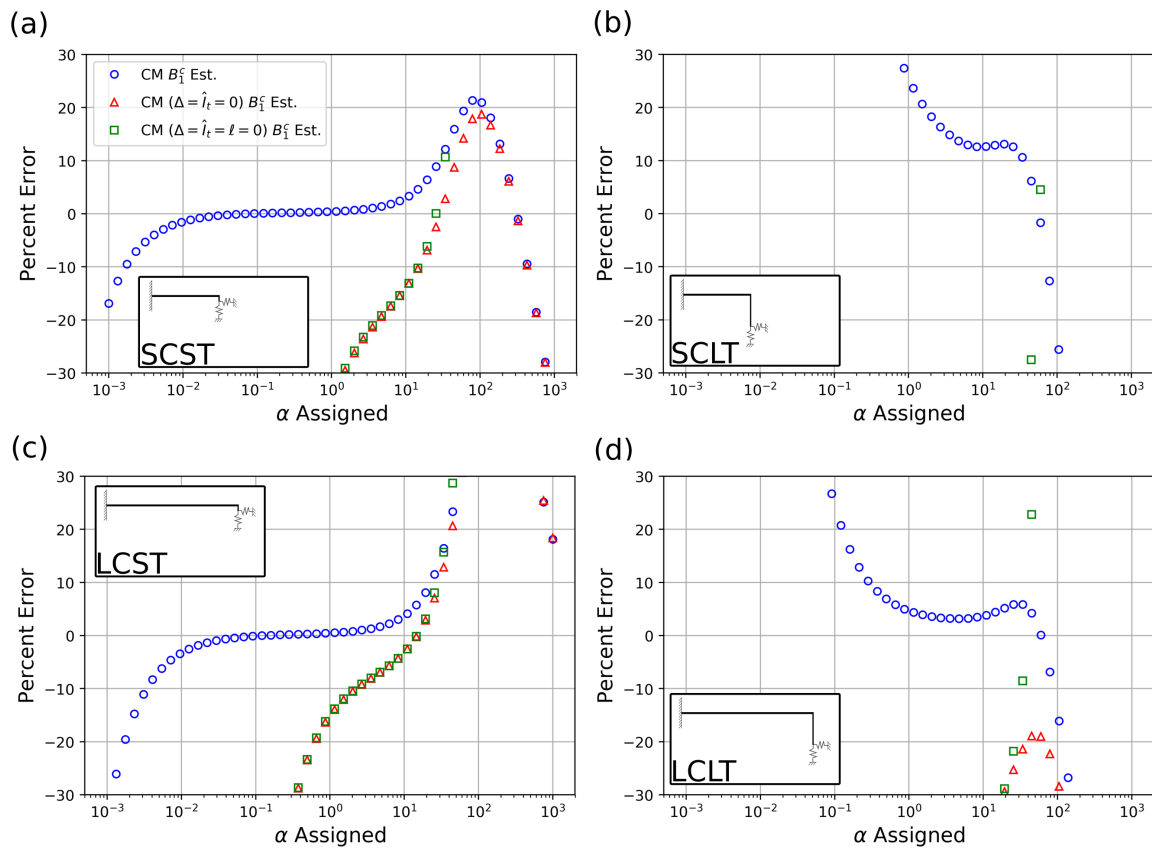 (a)
30
20
10
0
−10
−20
−30
Percent Error
CM B₁ᶜ Est.
CM (Δ = Îₜ = 0) B₁ᶜ Est.
CM (Δ = Îₜ = ℓ = 0) B₁ᶜ Est.
SCST
10⁻³ 10⁻² 10⁻¹ 10⁰ 10¹ 10² 10³
α Assigned
(b)
30
20
10
0
−10
−20
−30
Percent Error
SCLT
10⁻³ 10⁻² 10⁻¹ 10⁰ 10¹ 10² 10³
α Assigned
(c)
30
20
10
0
−10
−20
−30
Percent Error
LCST
10⁻³ 10⁻² 10⁻¹ 10⁰ 10¹ 10² 10³
α Assigned
(d)
30
20
10
0
−10
−20
−30
Percent Error
LCLT
10⁻³ 10⁻² 10⁻¹ 10⁰ 10¹ 10² 10³
α Assigned